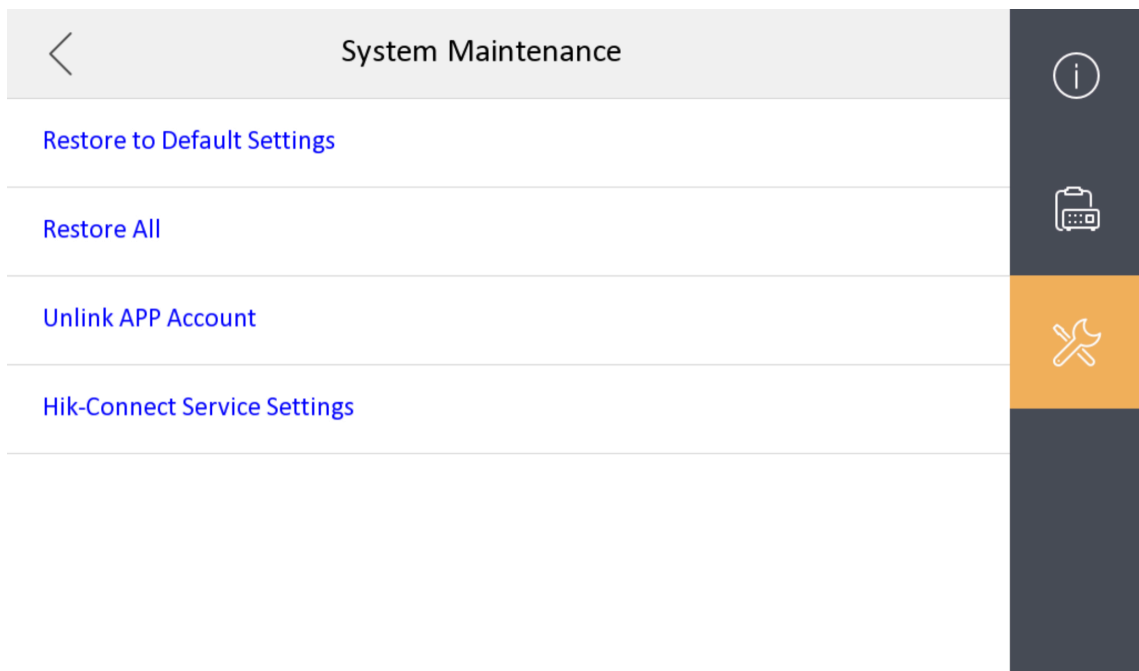 System Maintenance
Restore to Default Settings
Restore All
Unlink APP Account
Hik-Connect Service Settings